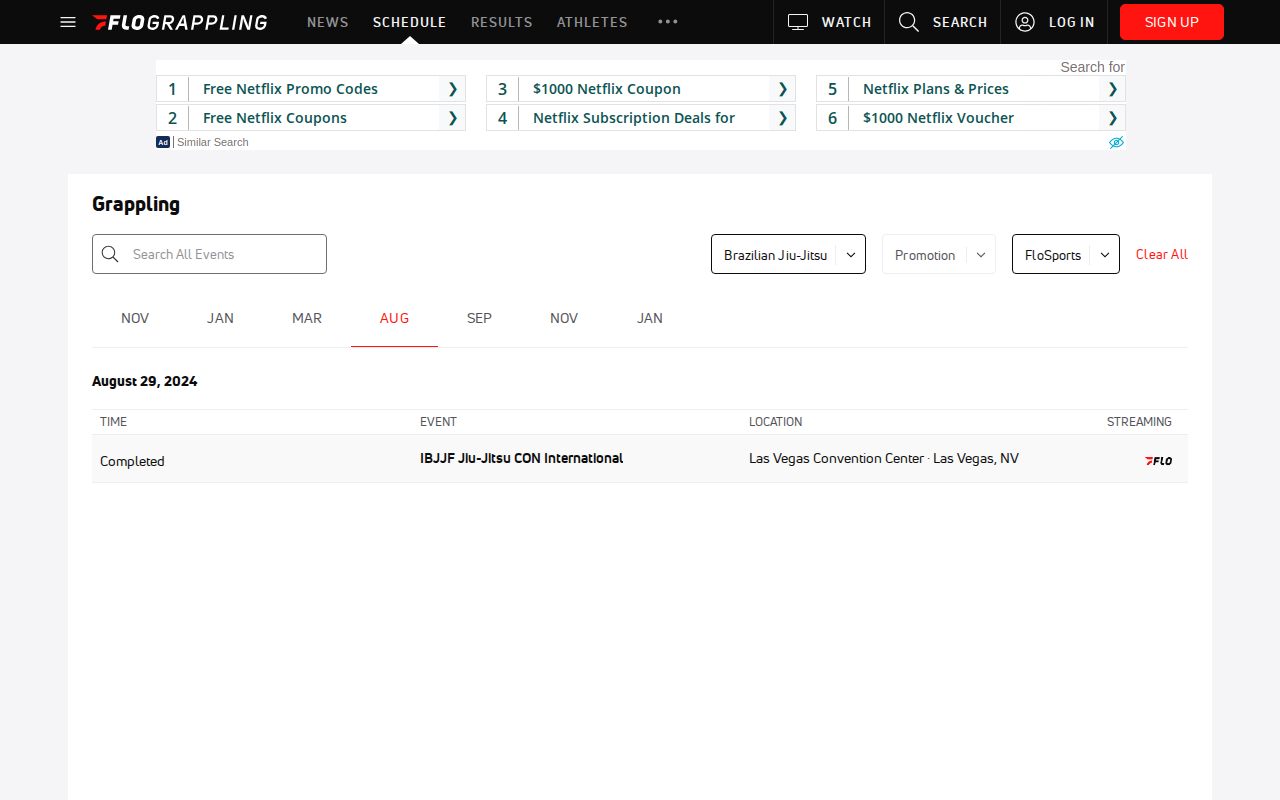 FLOGRAPPLING NEWS SCHEDULE RESULTS ATHLETES WATCH SEARCH LOG IN SIGN UP
Search for
1 Free Netflix Promo Codes ❯
2 Free Netflix Coupons ❯
3 $1000 Netflix Coupon ❯
4 Netflix Subscription Deals for ❯
5 Netflix Plans & Prices ❯
6 $1000 Netflix Voucher ❯
Ad Similar Search
Grappling
Search All Events Brazilian Jiu-Jitsu Promotion FloSports Clear All
NOV JAN MAR AUG SEP NOV JAN
August 29, 2024
TIME EVENT LOCATION STREAMING
Completed IBJJF Jiu-Jitsu CON International Las Vegas Convention Center · Las Vegas, NV FLO